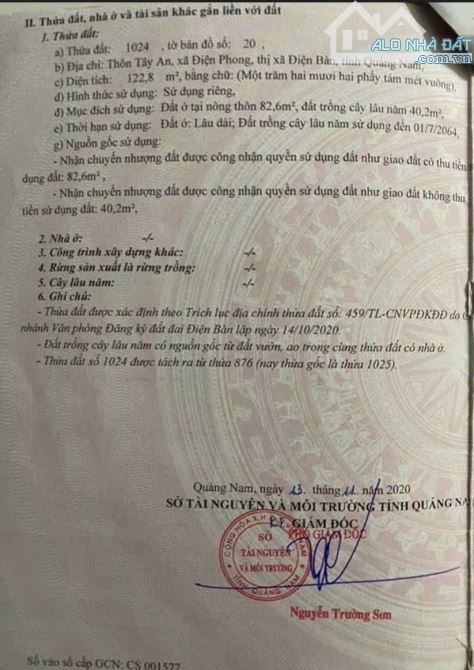 II. Thửa đất, nhà ở và tài sản khác gắn liền với đất
ALO NHÀ ĐẤT
.com.vn
1. Thửa đất:
a) Thửa đất: 1024 , tờ bản đồ số: 20 ,
b) Địa chỉ: Thôn Tây An, xã Điện Phong, thị xã Điện Bàn, tỉnh Quảng Nam,
c) Diện tích: 122,8 m², bằng chữ: (Một trăm hai mươi hai phẩy tám mét vuông),
d) Hình thức sử dụng: Sử dụng riêng,
đ) Mục đích sử dụng: Đất ở tại nông thôn 82,6m², đất trồng cây lâu năm 40,2m²,
e) Thời hạn sử dụng: Đất ở: Lâu dài; Đất trồng cây lâu năm sử dụng đến 01/7/2064,
g) Nguồn gốc sử dụng:
- Nhận chuyển nhượng đất được công nhận quyền sử dụng đất như giao đất có thu tiền sử
dụng đất: 82,6m² ,
- Nhận chuyển nhượng đất được công nhận quyền sử dụng đất như giao đất không thu
tiền sử dụng đất: 40,2m²,
2. Nhà ở: -/-
3. Công trình xây dựng khác: -/-
4. Rừng sản xuất là rừng trồng: -/-
5. Cây lâu năm: -/-
6. Ghi chú:
- Thửa đất được xác định theo Trích lục địa chính thửa đất số: 459/TL-CNVPĐKĐĐ do
nhánh Văn phòng Đăng ký đất đai Điện Bàn lập ngày 14/10/2020.
- Đất trồng cây lâu năm có nguồn gốc từ đất vườn, ao trong cùng thửa đất có nhà ở.
- Thửa đất số 1024 được tách ra từ thửa 876 (nay thửa gốc là thửa 1025).
Quảng Nam, ngày 13 tháng 11 năm 2020
SỞ TÀI NGUYÊN VÀ MÔI TRƯỜNG TỈNH QUẢNG NA
KT. GIÁM ĐỐC
PHÓ GIÁM ĐỐC
SỞ
TÀI NGUYÊN
VÀ MÔI TRƯỜNG
TỈNH QUẢNG NAM
Nguyễn Trường Sơn
Số vào sổ cấp GCN: CS 001577